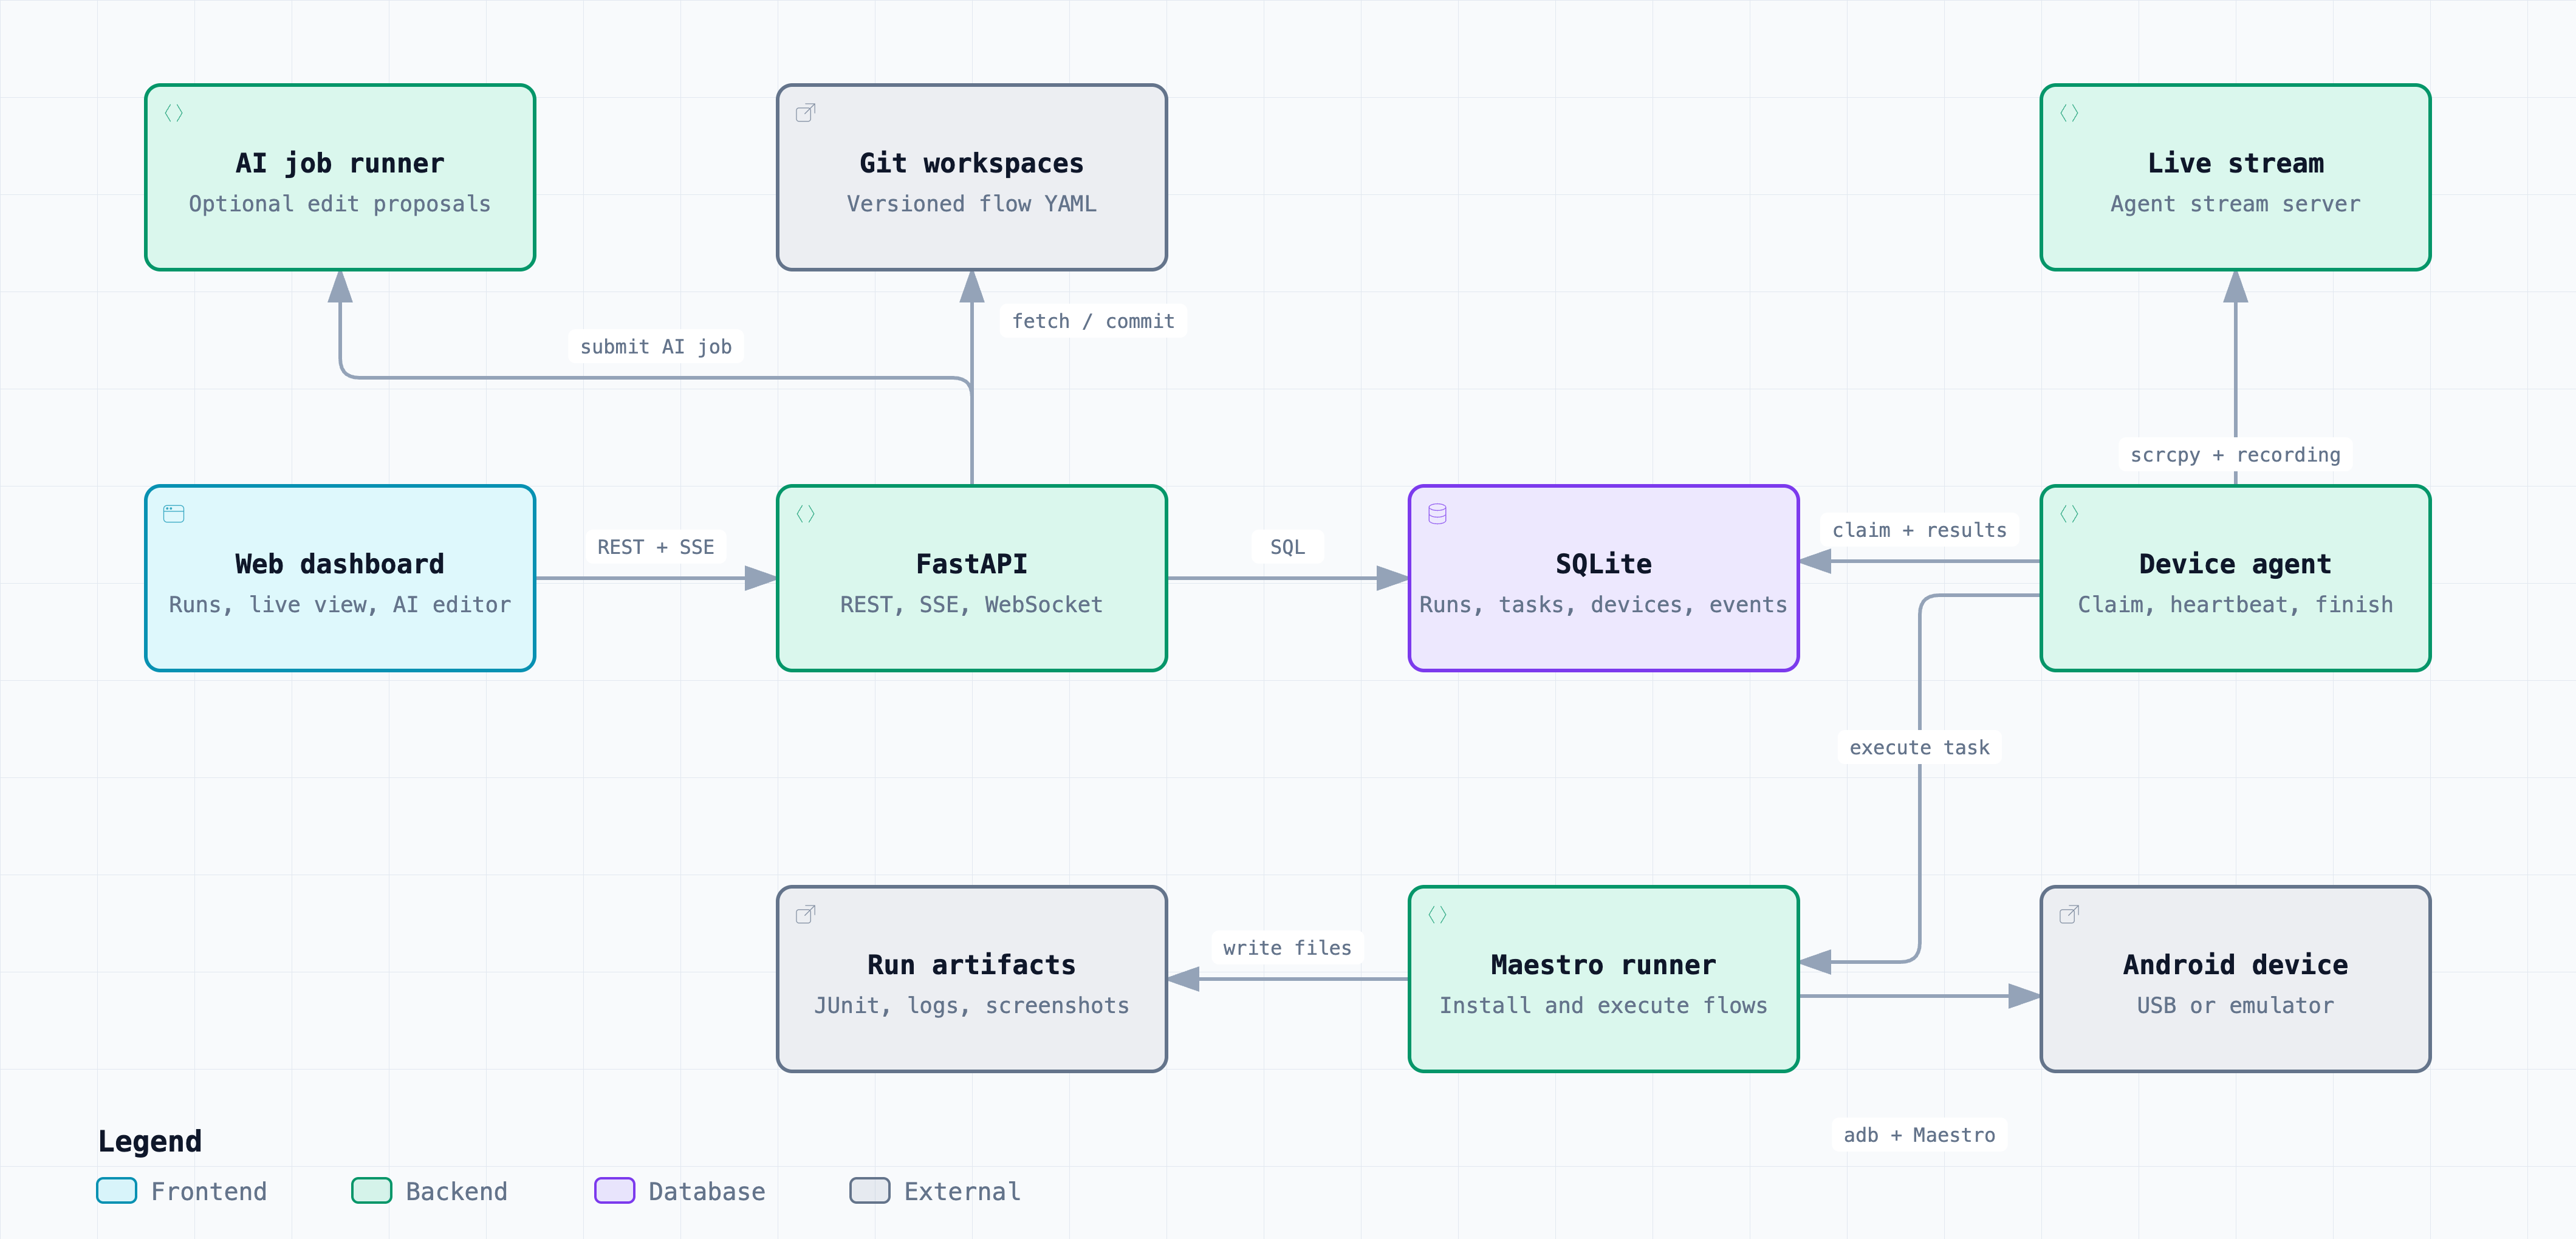 AI job runner
Optional edit proposals
Git workspaces
Versioned flow YAML
Live stream
Agent stream server
fetch / commit
submit AI job
scrcpy + recording
Web dashboard
Runs, live view, AI editor
REST + SSE
FastAPI
REST, SSE, WebSocket
SQL
SQLite
Runs, tasks, devices, events
claim + results
Device agent
Claim, heartbeat, finish
execute task
Run artifacts
JUnit, logs, screenshots
write files
Maestro runner
Install and execute flows
Android device
USB or emulator
adb + Maestro
Legend
Frontend
Backend
Database
External